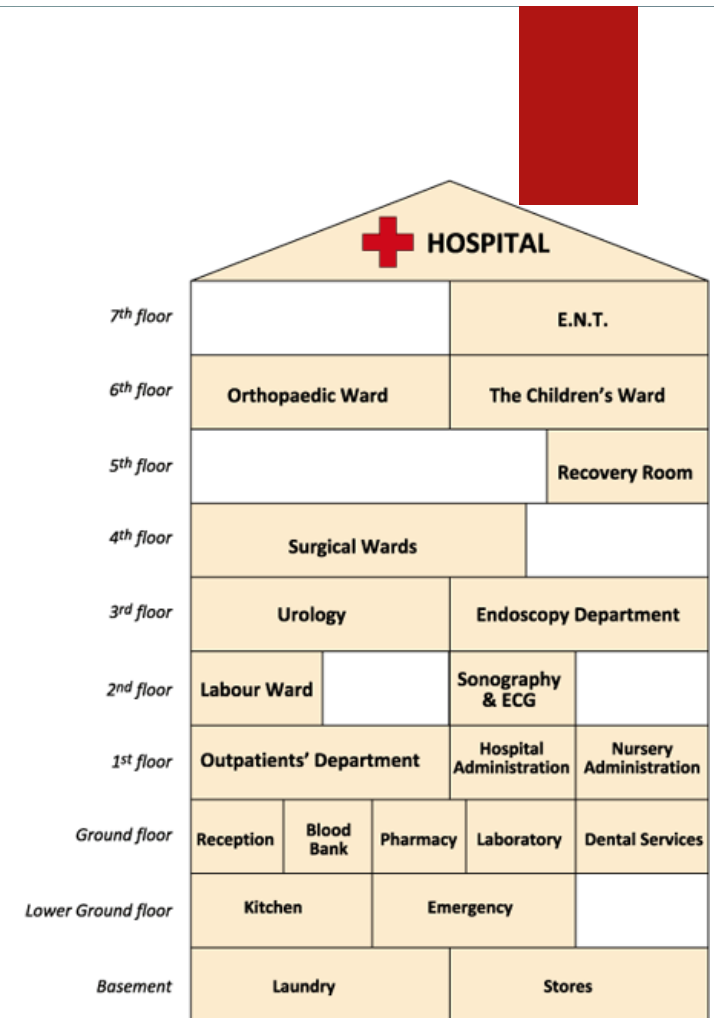 HOSPITAL
7th floor
E.N.T.
6th floor
Orthopaedic Ward
The Children's Ward
5th floor
Recovery Room
4th floor
Surgical Wards
3rd floor
Urology
Endoscopy Department
2nd floor
Labour Ward
Sonography
& ECG
1st floor
Outpatients' Department
Hospital
Administration
Nursery
Administration
Ground floor
Reception
Blood
Bank
Pharmacy
Laboratory
Dental Services
Lower Ground floor
Kitchen
Emergency
Basement
Laundry
Stores